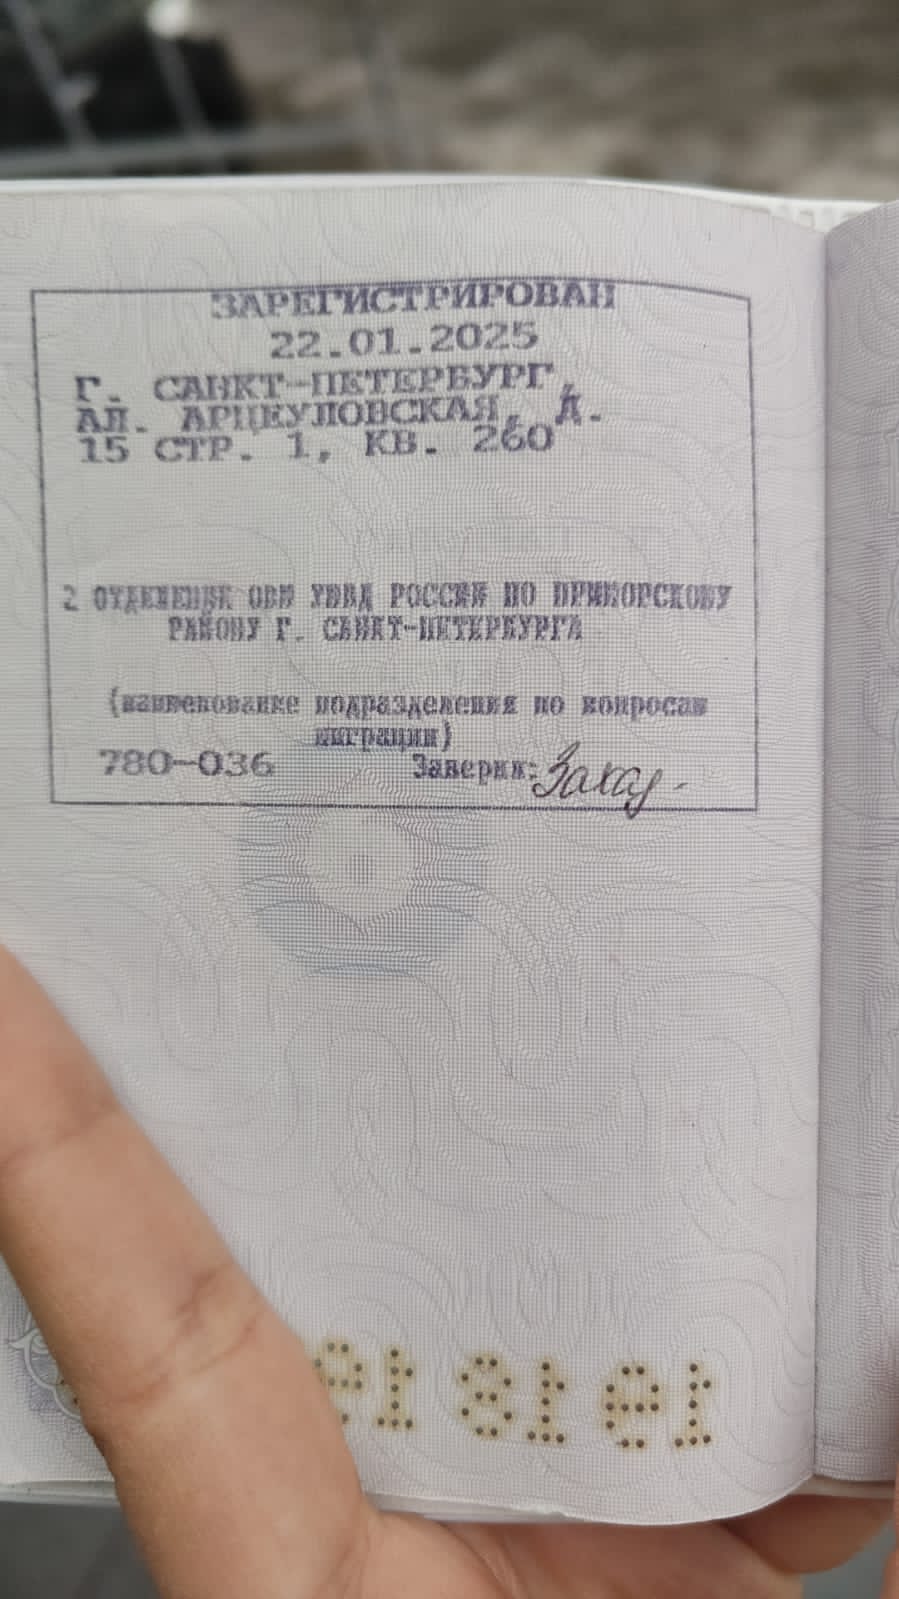 ЗАРЕГИСТРИРОВАН
22.01.2025
Г. САНКТ-ПЕТЕРБУРГ,
АЛ. АРЦЕУЛОВСКАЯ, Д.
15 СТР. 1, КВ. 260
2 ОТДЕЛЕНИЕ ОВМ УМВД РОССИИ ПО ПРИМОРСКОМУ
РАЙОНУ Г. САНКТ-ПЕТЕРБУРГА
(наименование подразделения по вопросам
миграции)
780-036 Заверил: